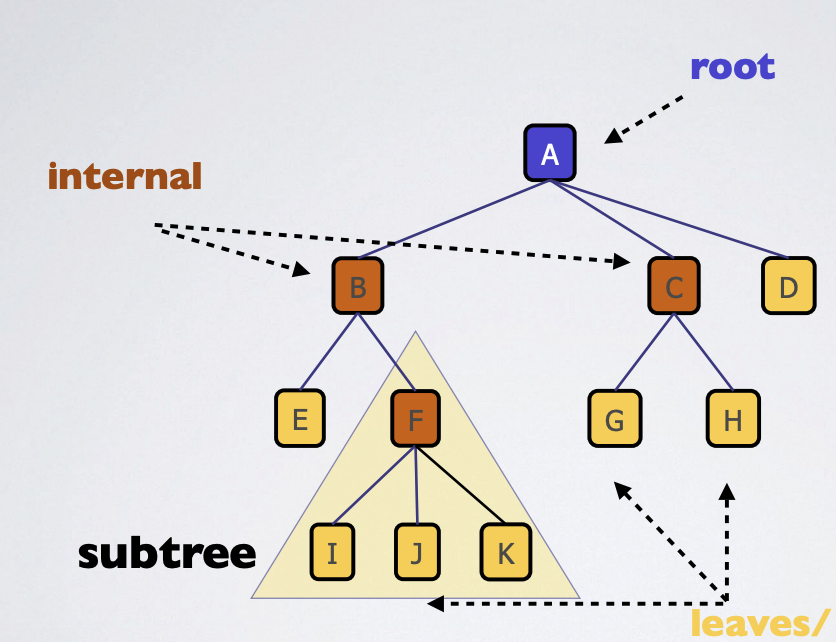 root
A
internal
B C D
E F G H
subtree I J K
leaves/